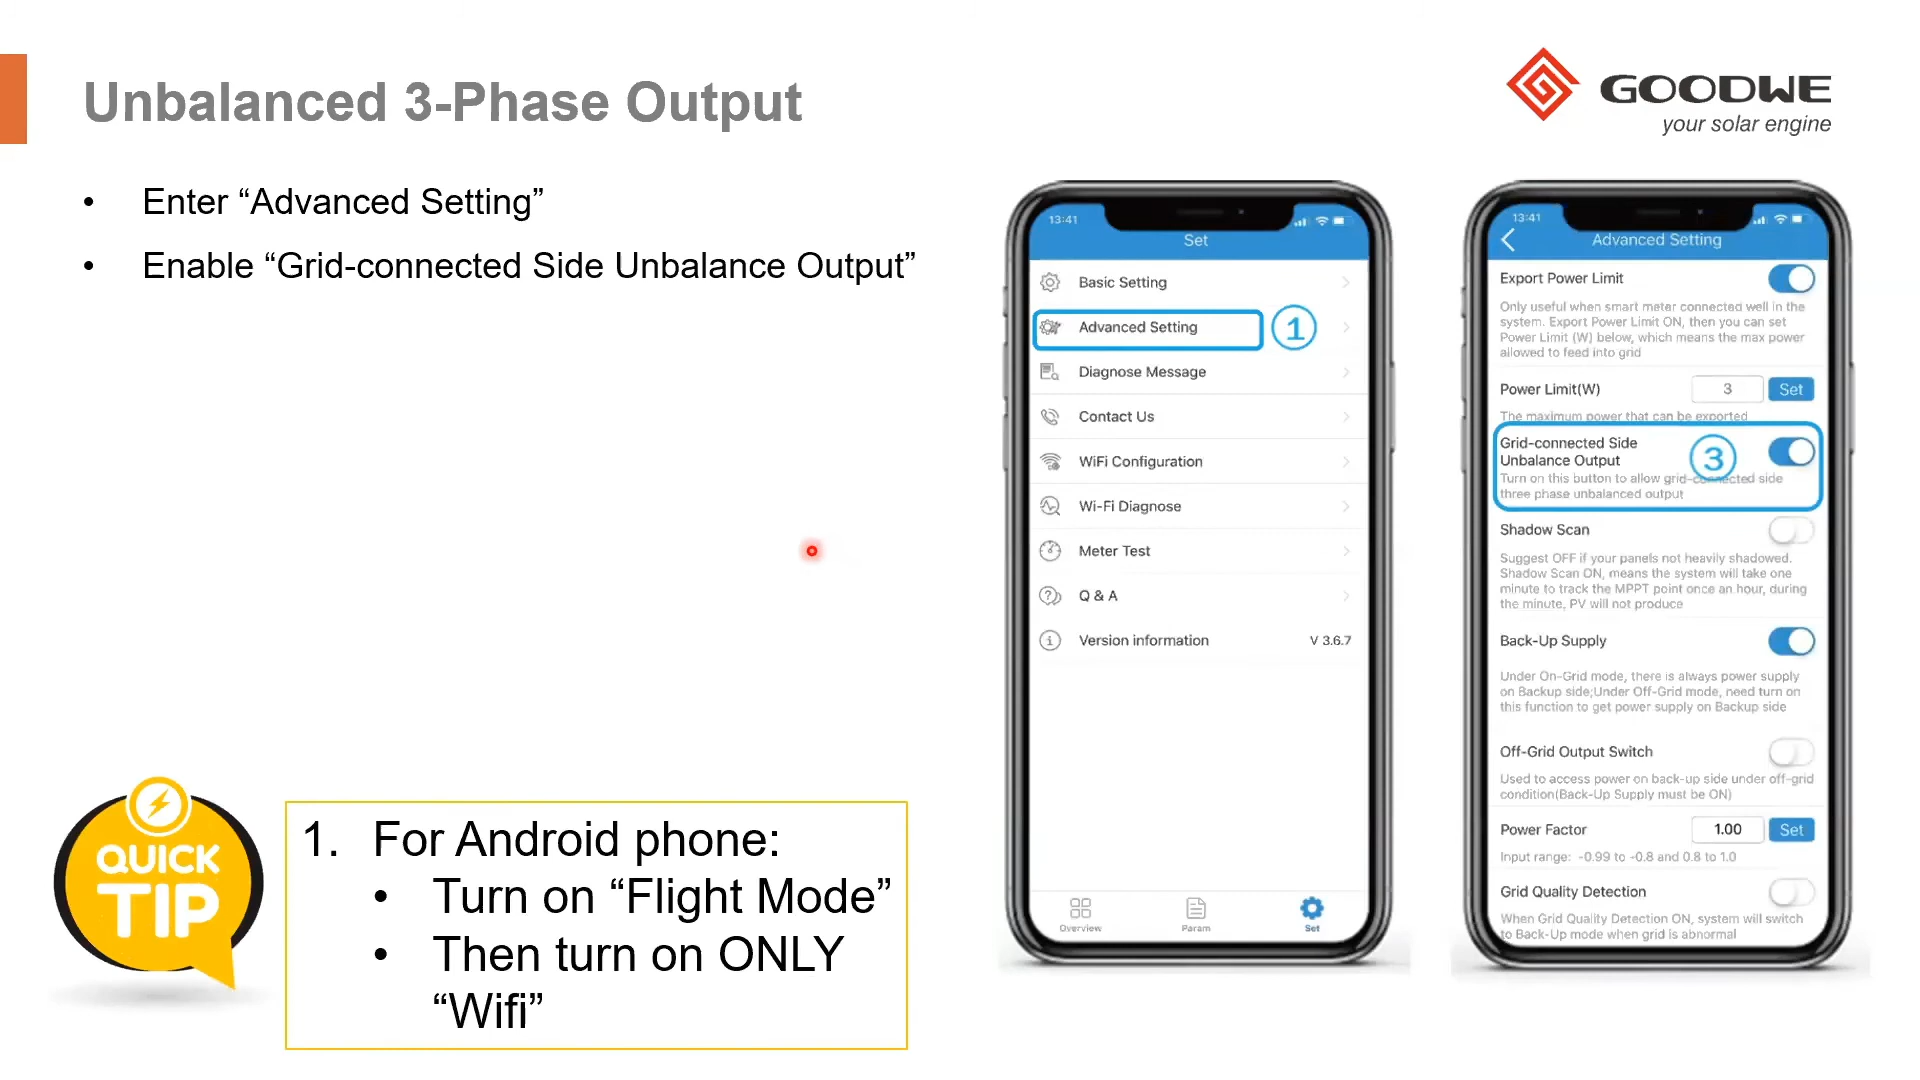 Unbalanced 3-Phase Output
GOODWE
your solar engine
• Enter “Advanced Setting”
• Enable “Grid-connected Side Unbalance Output”
13:41
Set
Basic Setting
Advanced Setting
1
Diagnose Message
Contact Us
WiFi Configuration
Wi-Fi Diagnose
Meter Test
Q & A
Version information V 3.6.7
Overview Param Set
13:41
Advanced Setting
Export Power Limit
Only useful when smart meter connected well in the
system. Export Power Limit ON, then you can set
Power Limit (W) below, which means the max power
allowed to feed into grid
Power Limit(W) 3 Set
The maximum power that can be exported
Grid-connected Side
Unbalance Output
3
Turn on this button to allow grid-connected side
three phase unbalanced output
Shadow Scan
Suggest OFF if your panels not heavily shadowed.
Shadow Scan ON, means the system will take one
minute to track the MPPT point once an hour, during
the minute, PV will not produce
Back-Up Supply
Under On-Grid mode, there is always power supply
on Backup side;Under Off-Grid mode, need turn on
this function to get power supply on Backup side
Off-Grid Output Switch
Used to access power on back-up side under off-grid
condition(Back-Up Supply must be ON)
Power Factor 1.00 Set
Input range: -0.99 to -0.8 and 0.8 to 1.0
Grid Quality Detection
When Grid Quality Detection ON, system will switch
to Back-Up mode when grid is abnormal
QUICK
TIP
1. For Android phone:
• Turn on “Flight Mode”
• Then turn on ONLY
“Wifi”